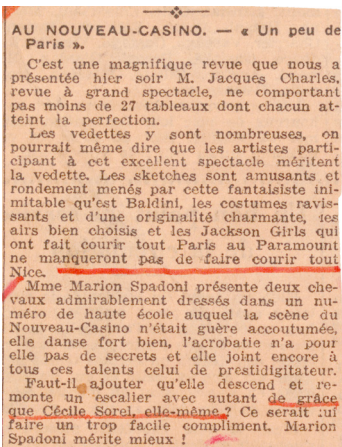 AU NOUVEAU-CASINO. — « Un peu de
Paris ».
C'est une magnifique revue que nous a
présentée hier soir M. Jacques Charles,
revue à grand spectacle, ne comportant
pas moins de 27 tableaux dont chacun at-
teint la perfection.
Les vedettes y sont nombreuses, on
pourrait même dire que les artistes parti-
cipant à cet excellent spectacle méritent
la vedette. Les sketches sont amusants et
rondement menés par cette fantaisiste ini-
mitable qu'est Baldini, les costumes ravis-
sants et d'une originalité charmante, les
airs bien choisis et les Jackson Girls qui
ont fait courir tout Paris au Paramount
ne manqueront pas de faire courir tout
Nice.
Mme Marion Spadoni présente deux che-
vaux admirablement dressés dans un nu-
méro de haute école auquel la scène du
Nouveau-Casino n'était guère accoutumée,
elle danse fort bien, l'acrobatie n'a pour
elle pas de secrets et elle joint encore à
tous ces talents celui de prestidigitateur.
Faut-il ajouter qu'elle descend et re-
monte un escalier avec autant de grâce
que Cécile Sorel, elle-même ? Ce serait lui
faire un trop facile compliment. Marion
Spadoni mérite mieux !